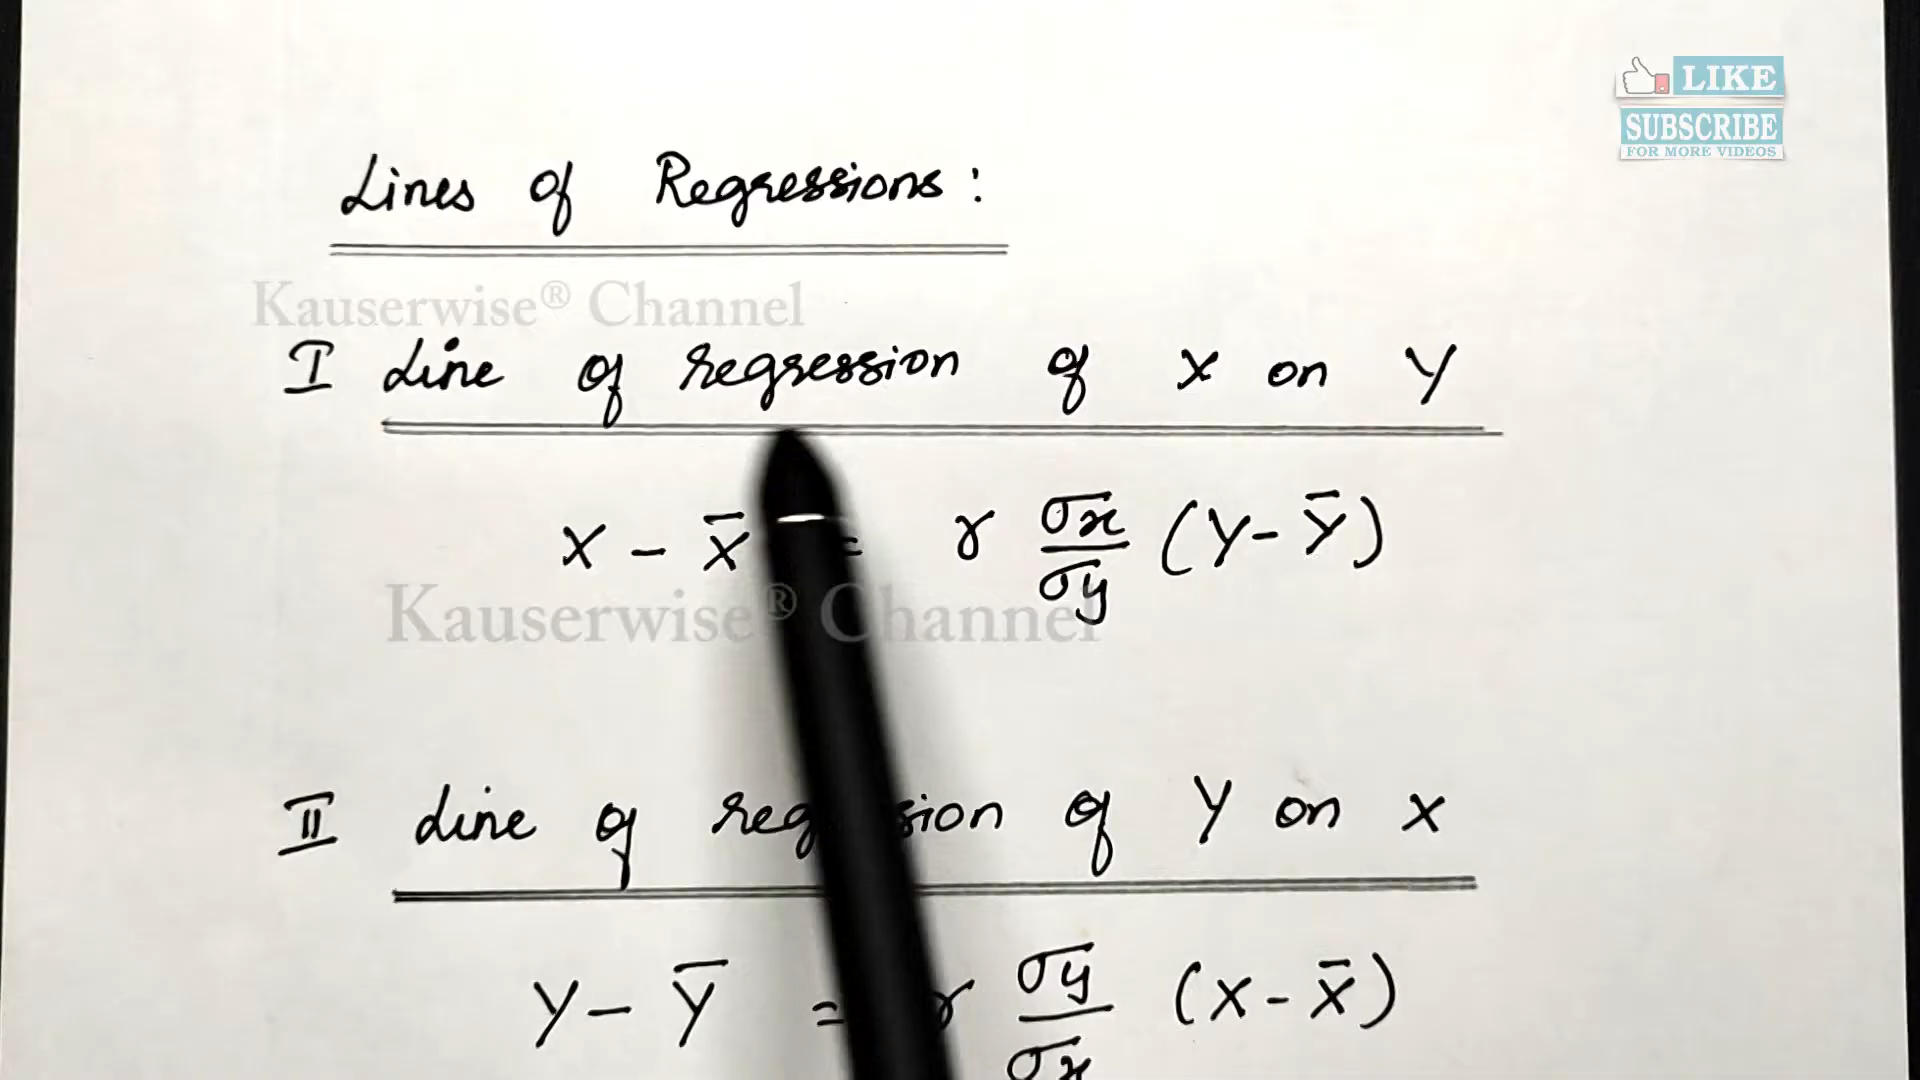 LIKE
SUBSCRIBE
FOR MORE VIDEOS
Lines of Regressions:
Kauserwise® Channel
I Line of regression of X on Y
X - X̄ = r σx/σy (Y - Ȳ)
Kauserwise® Channel
II Line of regression of Y on X
Y - Ȳ = r σy/σx (X - X̄)